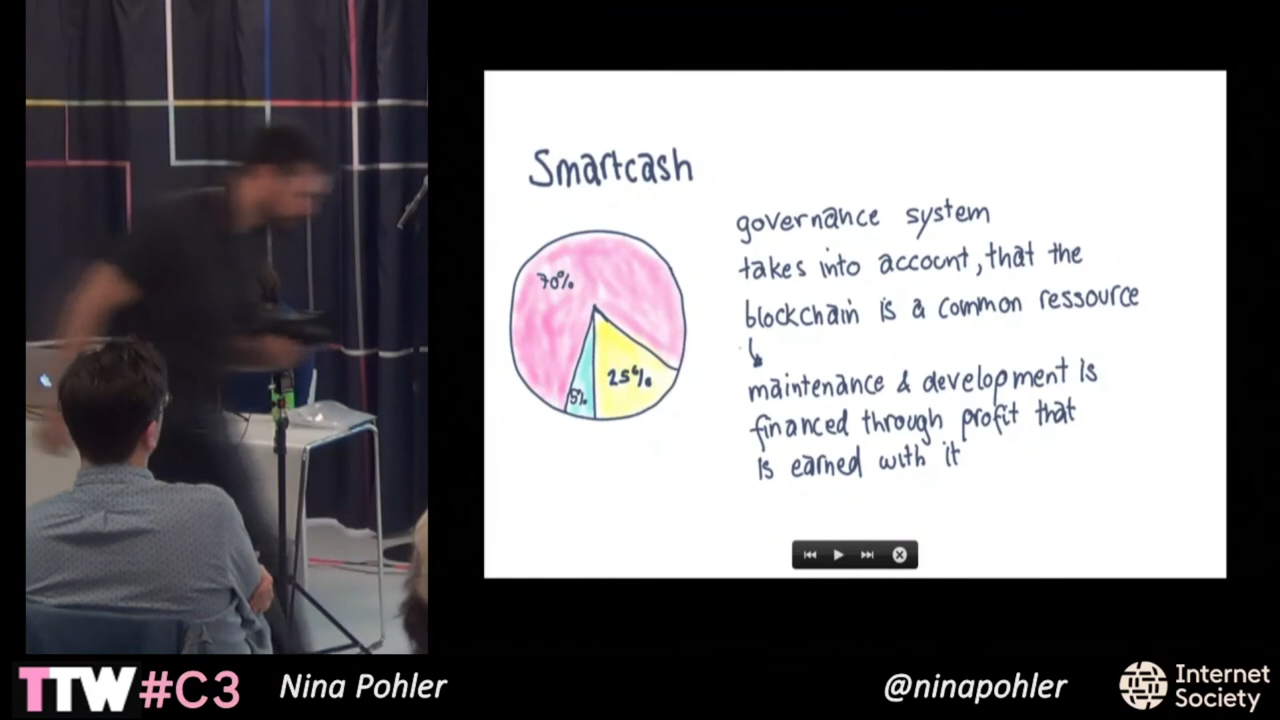 Smartcash
70%
5%
25%
governance system
takes into account, that the
blockchain is a common ressource
maintenance & development is
financed through profit that
is earned with it
TTW#C3
Nina Pohler
@ninapohler
Internet
Society